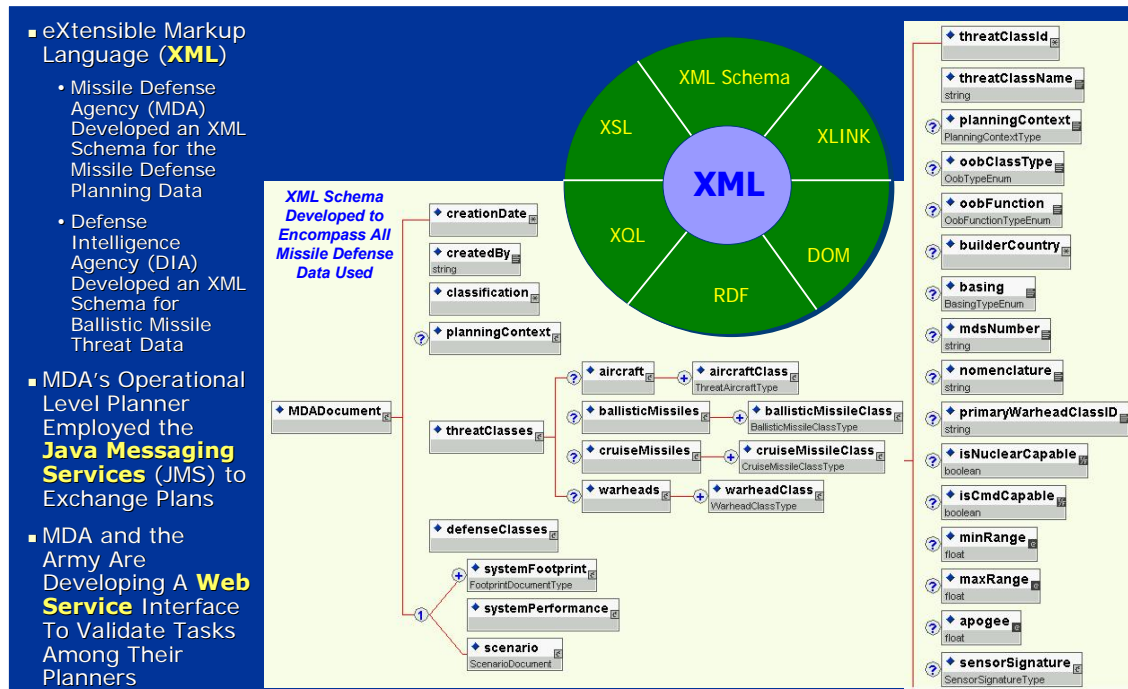 ▪ eXtensible Markup
Language (XML)
• Missile Defense
Agency (MDA)
Developed an XML
Schema for the
Missile Defense
Planning Data
• Defense
Intelligence
Agency (DIA)
Developed an XML
Schema for
Ballistic Missile
Threat Data
▪ MDA's Operational
Level Planner
Employed the
Java Messaging
Services (JMS) to
Exchange Plans
▪ MDA and the
Army Are
Developing A Web
Service Interface
To Validate Tasks
Among Their
Planners
XML Schema
Developed to
Encompass All
Missile Defense
Data Used
XML Schema
XLINK
DOM
RDF
XQL
XSL
XML
MDADocument
creationDate
createdBy
string
classification
? planningContext
threatClasses
? aircraft
+ aircraftClass
ThreatAircraftType
? ballisticMissiles
+ ballisticMissileClass
BallisticMissileClassType
? cruiseMissiles
+ cruiseMissileClass
CruiseMissileClassType
? warheads
+ warheadClass
WarheadClassType
defenseClasses
1
+ systemFootprint
FootprintDocumentType
systemPerformance
scenario
ScenarioDocument
threatClassId
threatClassName
string
? planningContext
PlanningContextType
? oobClassType
OobTypeEnum
? oobFunction
OobFunctionTypeEnum
? builderCountry
? basing
BasingTypeEnum
? mdsNumber
string
? nomenclature
string
? primaryWarheadClassID
string
? isNuclearCapable
boolean
? isCmdCapable
boolean
? minRange
float
? maxRange
float
? apogee
float
? sensorSignature
SensorSignatureType